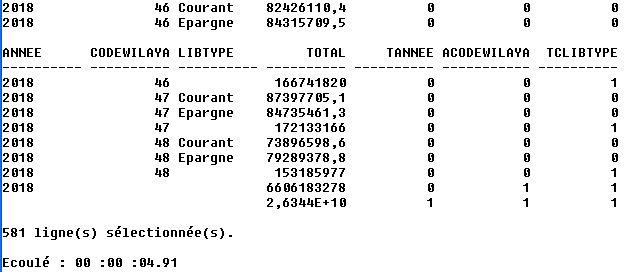 2018 46 Courant 82426110,4 0 0 0
2018 46 Epargne 84315709,5 0 0 0
ANNEE CODEWILAYA LIBTYPE TOTAL TANNEE ACODEWILAYA TCLIBTYPE
---------- ---------- ---------- ---------- ---------- ----------- ----------
2018 46 166741820 0 0 1
2018 47 Courant 87397705,1 0 0 0
2018 47 Epargne 84735461,3 0 0 0
2018 47 172133166 0 0 1
2018 48 Courant 73896598,6 0 0 0
2018 48 Epargne 79289378,8 0 0 0
2018 48 153185977 0 0 1
2018 6606183278 0 1 1
2,6344E+10 1 1 1
581 ligne(s) sélectionnée(s).
Ecoulé : 00 :00 :04.91